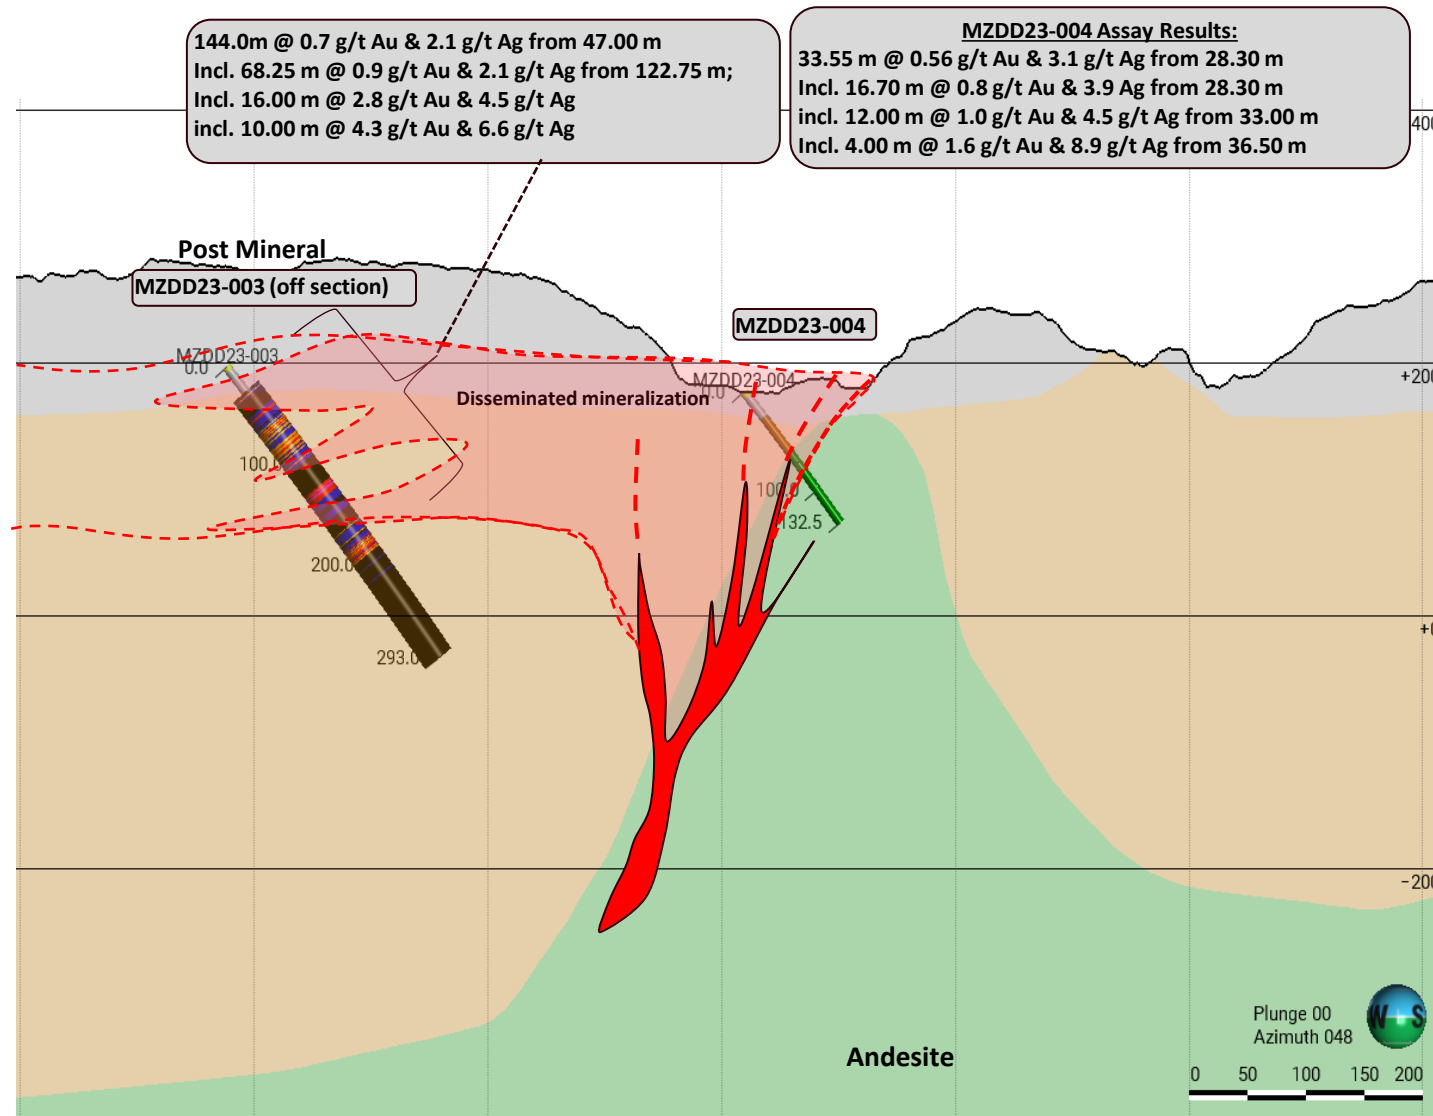 144.0m @ 0.7 g/t Au & 2.1 g/t Ag from 47.00 m
Incl. 68.25 m @ 0.9 g/t Au & 2.1 g/t Ag from 122.75 m;
Incl. 16.00 m @ 2.8 g/t Au & 4.5 g/t Ag
incl. 10.00 m @ 4.3 g/t Au & 6.6 g/t Ag
MZDD23-004 Assay Results:
33.55 m @ 0.56 g/t Au & 3.1 g/t Ag from 28.30 m
Incl. 16.70 m @ 0.8 g/t Au & 3.9 Ag from 28.30 m
incl. 12.00 m @ 1.0 g/t Au & 4.5 g/t Ag from 33.00 m
Incl. 4.00 m @ 1.6 g/t Au & 8.9 g/t Ag from 36.50 m
400
Post Mineral
MZDD23-003 (off section)
MZDD23-004
MZDD23-003
0.0
MZDD23-004
0.0
+200
Disseminated mineralization
100.0
100.0
132.5
200.0
+0
293.0
-200
Plunge 00
Azimuth 048
W S
Andesite
0 50 100 150 200